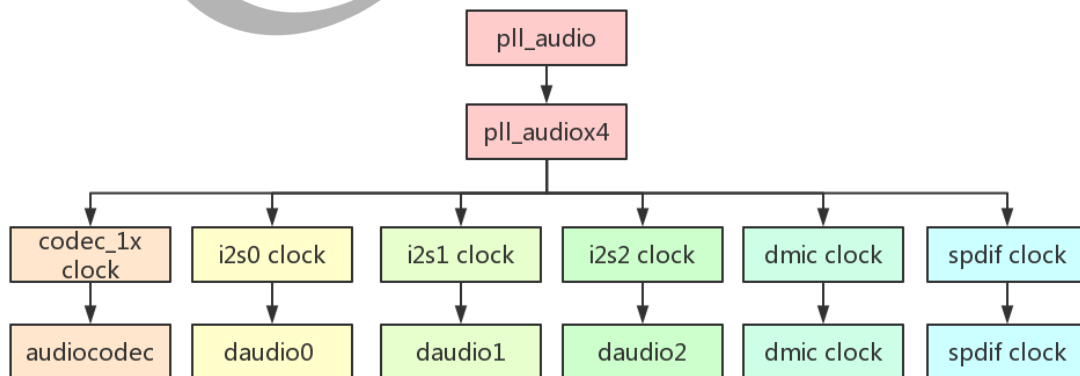 pll_audio
pll_audiox4
codec_1x
clock
i2s0 clock
i2s1 clock
i2s2 clock
dmic clock
spdif clock
audiocodec
daudio0
daudio1
daudio2
dmic clock
spdif clock